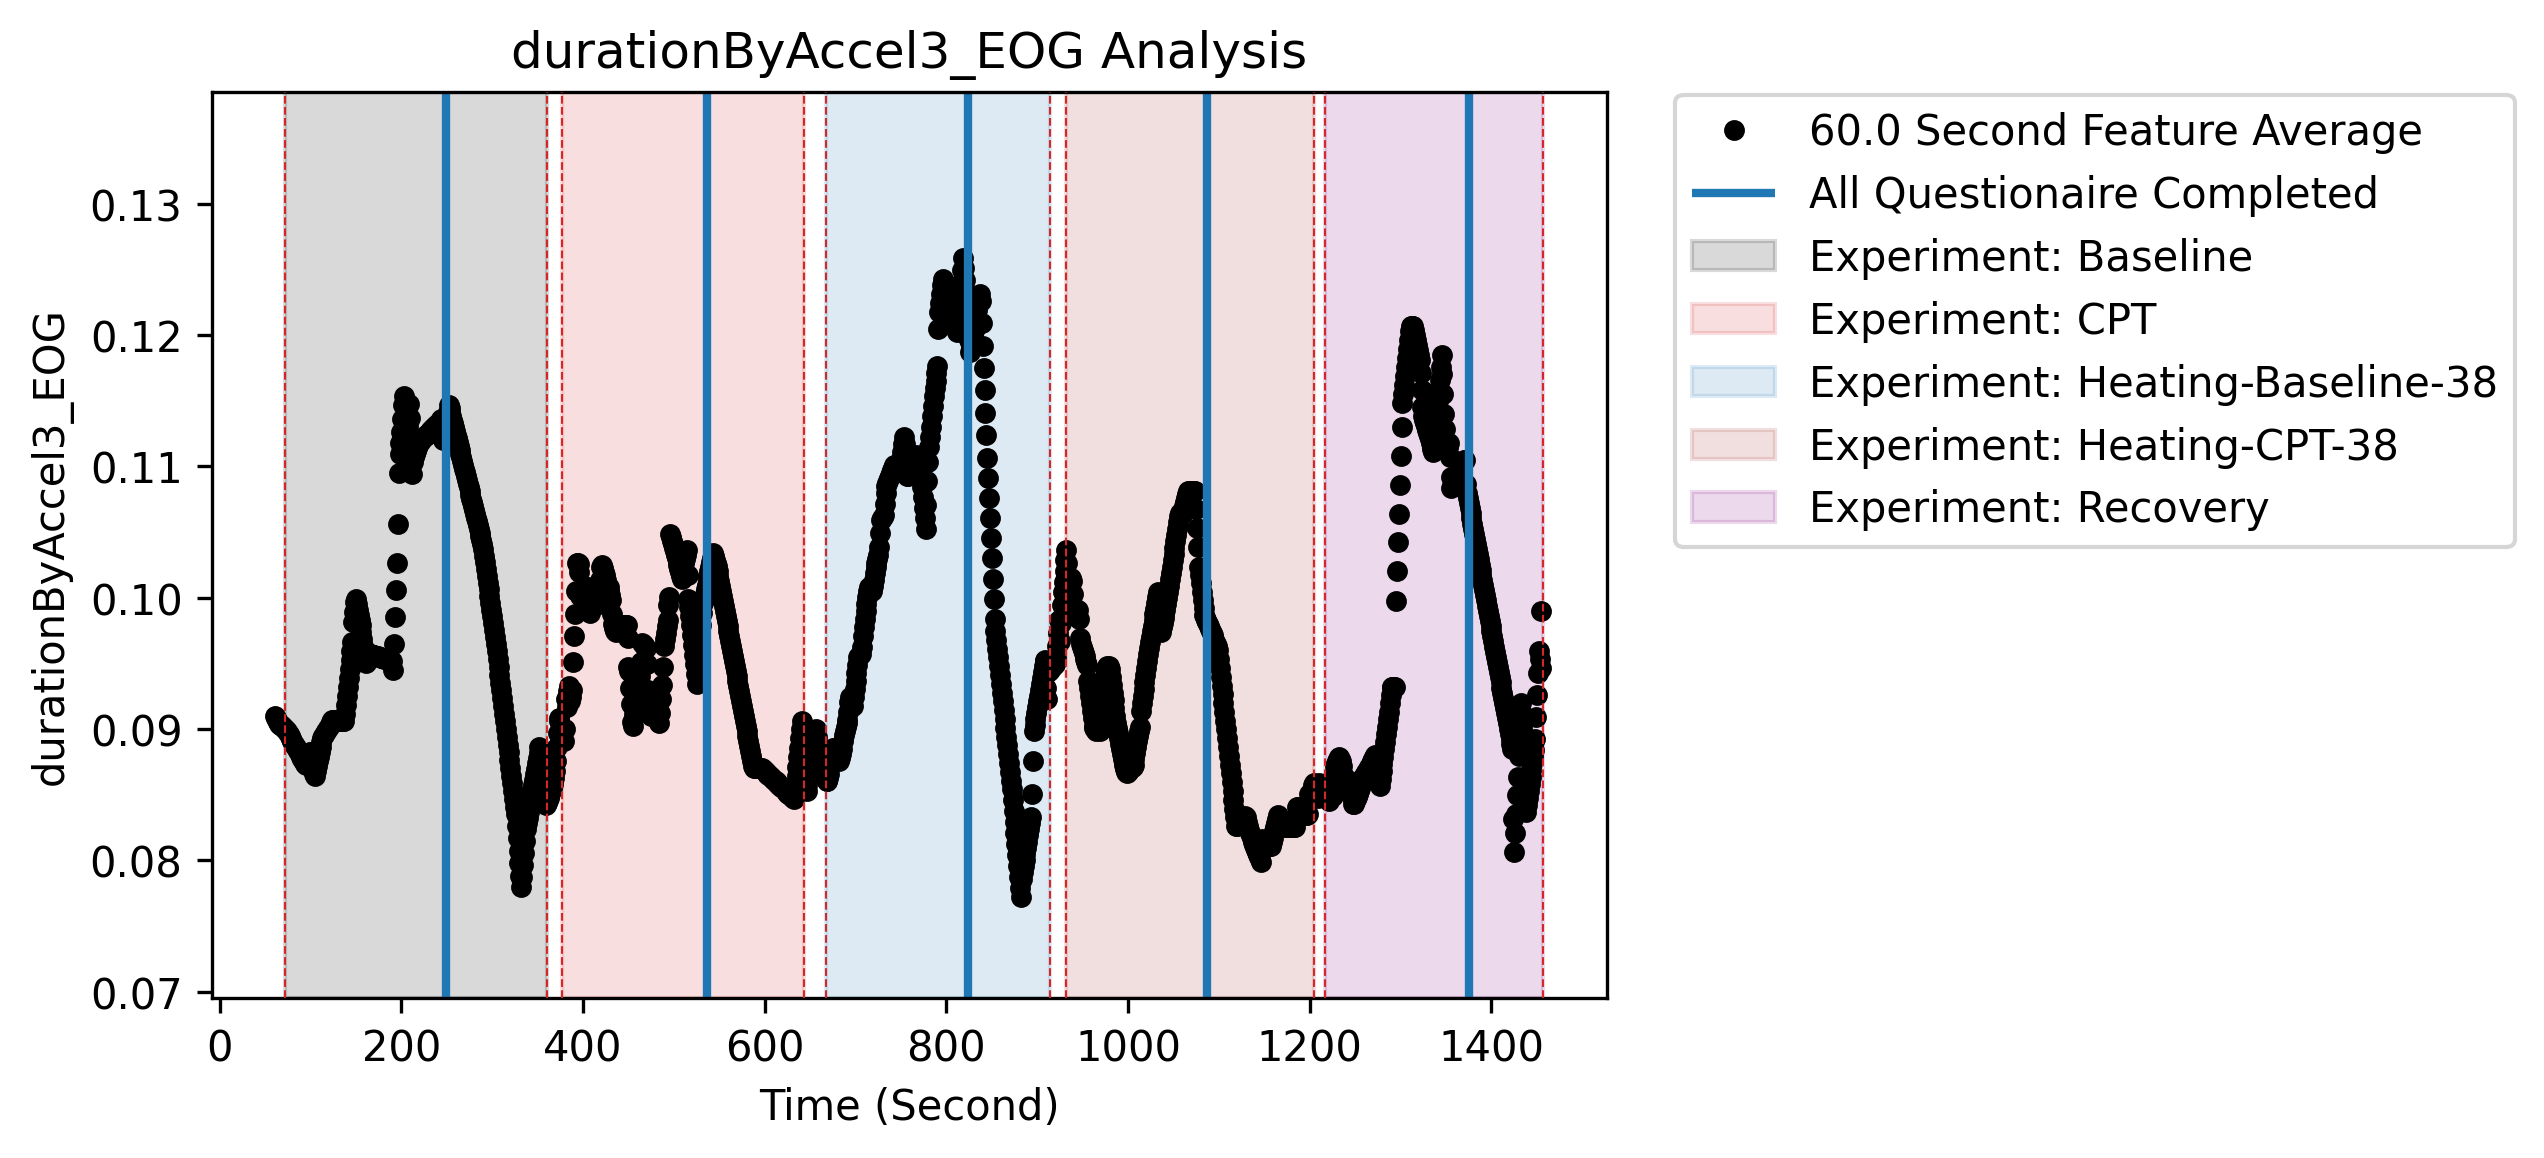 durationByAccel3_EOG Analysis
durationByAccel3_EOG
0.13
0.12
0.11
0.10
0.09
0.08
0.07
0 200 400 600 800 1000 1200 1400
Time (Second)
60.0 Second Feature Average
All Questionaire Completed
Experiment: Baseline
Experiment: CPT
Experiment: Heating-Baseline-38
Experiment: Heating-CPT-38
Experiment: Recovery